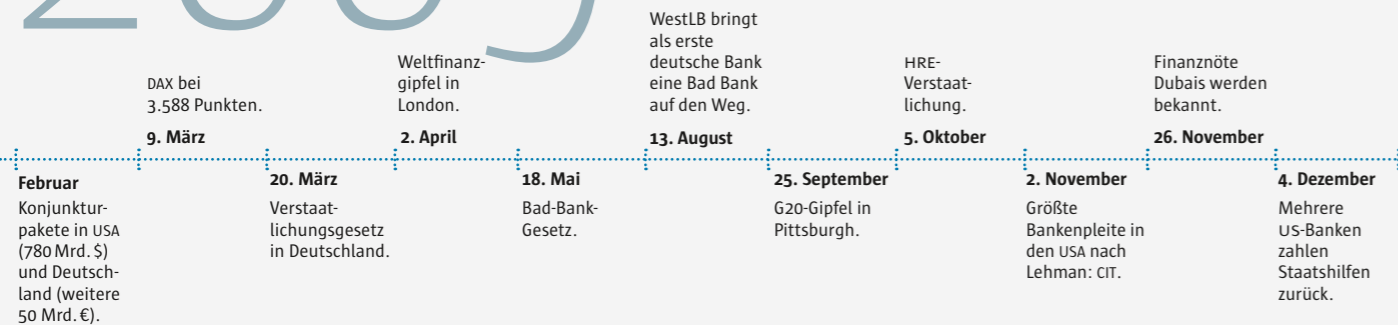 2009
Februar
Konjunktur-
pakete in USA
(780 Mrd. $)
und Deutsch-
land (weitere
50 Mrd. €).
DAX bei
3.588 Punkten.
9. März
20. März
Verstaat-
lichungsgesetz
in Deutschland.
Weltfinanz-
gipfel in
London.
2. April
18. Mai
Bad-Bank-
Gesetz.
WestLB bringt
als erste
deutsche Bank
eine Bad Bank
auf den Weg.
13. August
25. September
G20-Gipfel in
Pittsburgh.
HRE-
Verstaat-
lichung.
5. Oktober
2. November
Größte
Bankenpleite in
den USA nach
Lehman: CIT.
Finanznöte
Dubais werden
bekannt.
26. November
4. Dezember
Mehrere
US-Banken
zahlen
Staatshilfen
zurück.